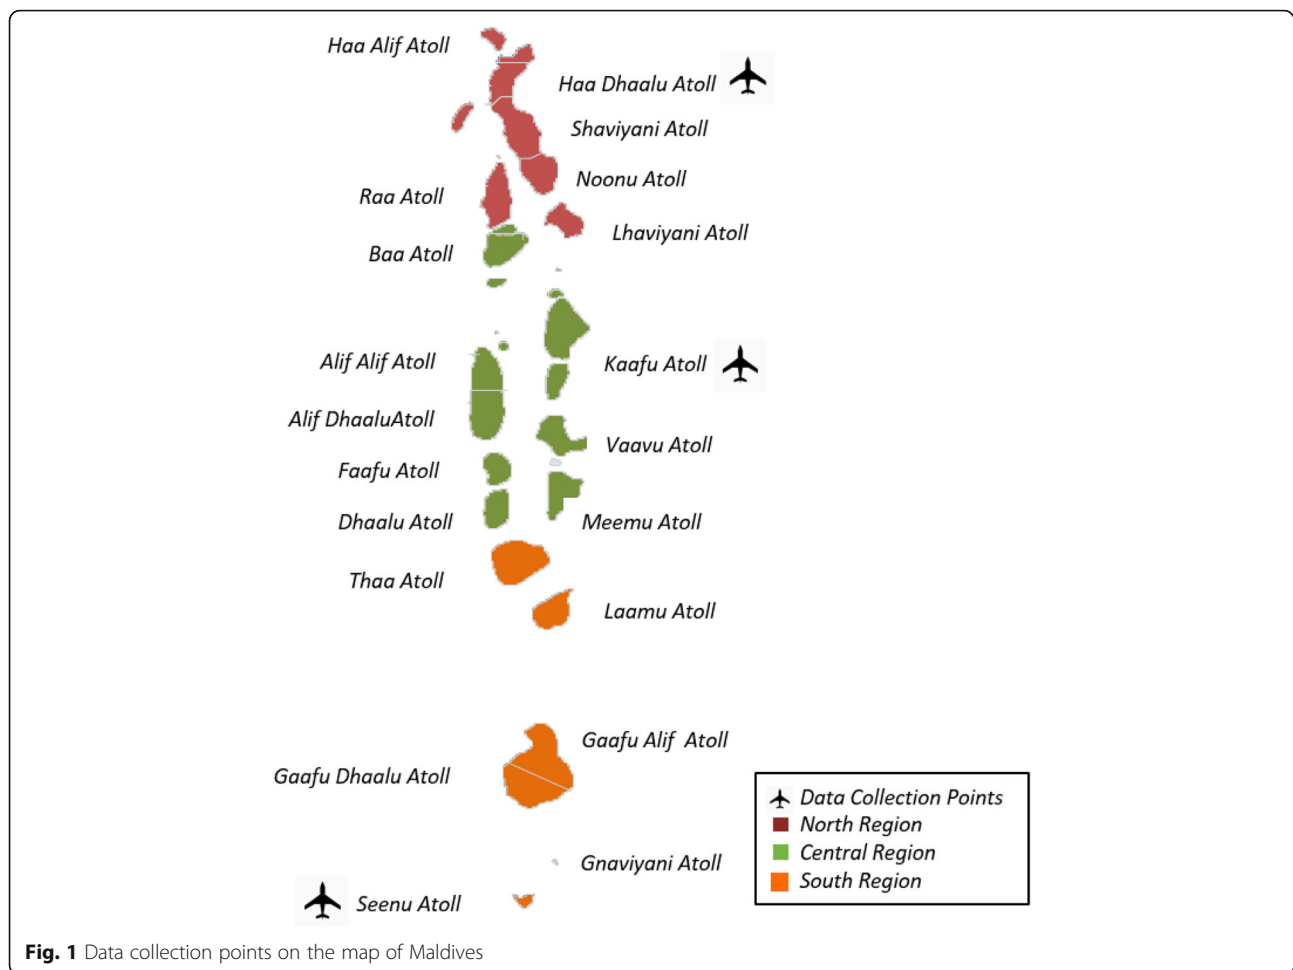 Haa Alif Atoll
Haa Dhaalu Atoll
Shaviyani Atoll
Noonu Atoll
Raa Atoll
Lhaviyani Atoll
Baa Atoll
Alif Alif Atoll
Kaafu Atoll
Alif DhaaluAtoll
Vaavu Atoll
Faafu Atoll
Dhaalu Atoll
Meemu Atoll
Thaa Atoll
Laamu Atoll
Gaafu Alif Atoll
Gaafu Dhaalu Atoll
Data Collection Points
North Region
Central Region
South Region
Gnaviyani Atoll
Seenu Atoll
Fig. 1 Data collection points on the map of Maldives